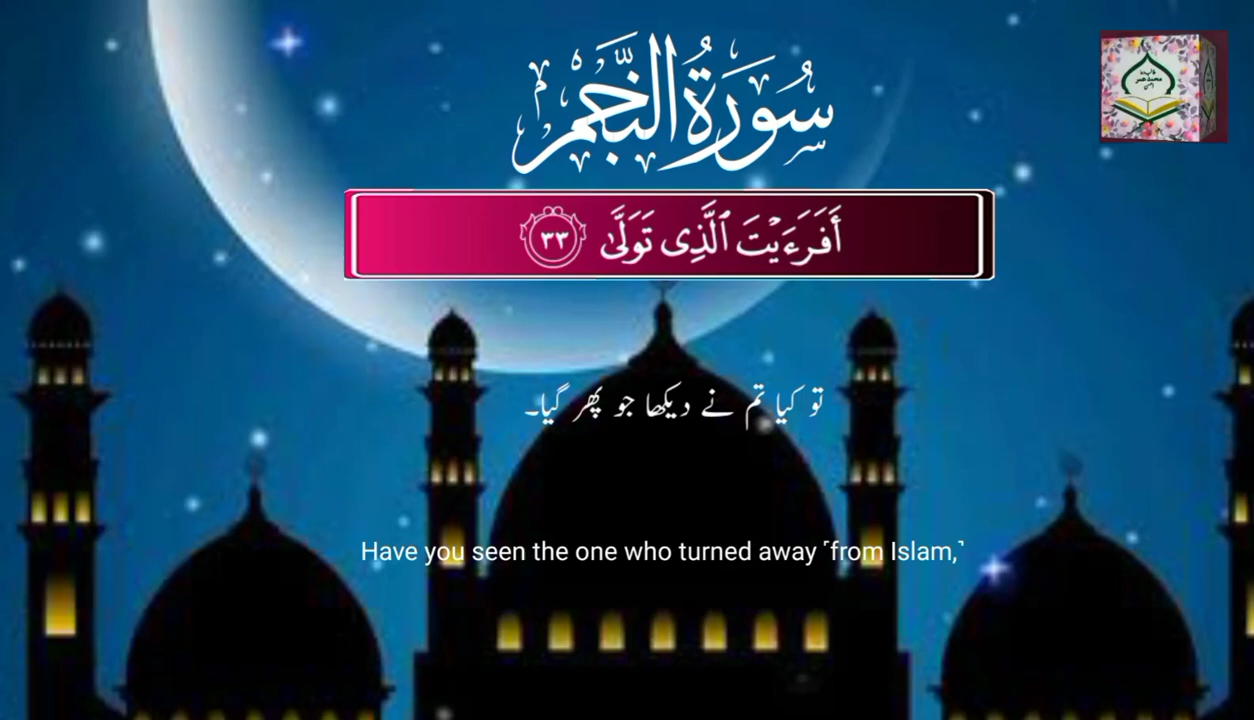 سُورَةُ النَّجْمِ
أَفَرَءَيْتَ ٱلَّذِى تَوَلَّىٰ ٣٣
تو کیا تم نے دیکھا جو پھر گیا۔
Have you seen the one who turned away ˹from Islam,˺